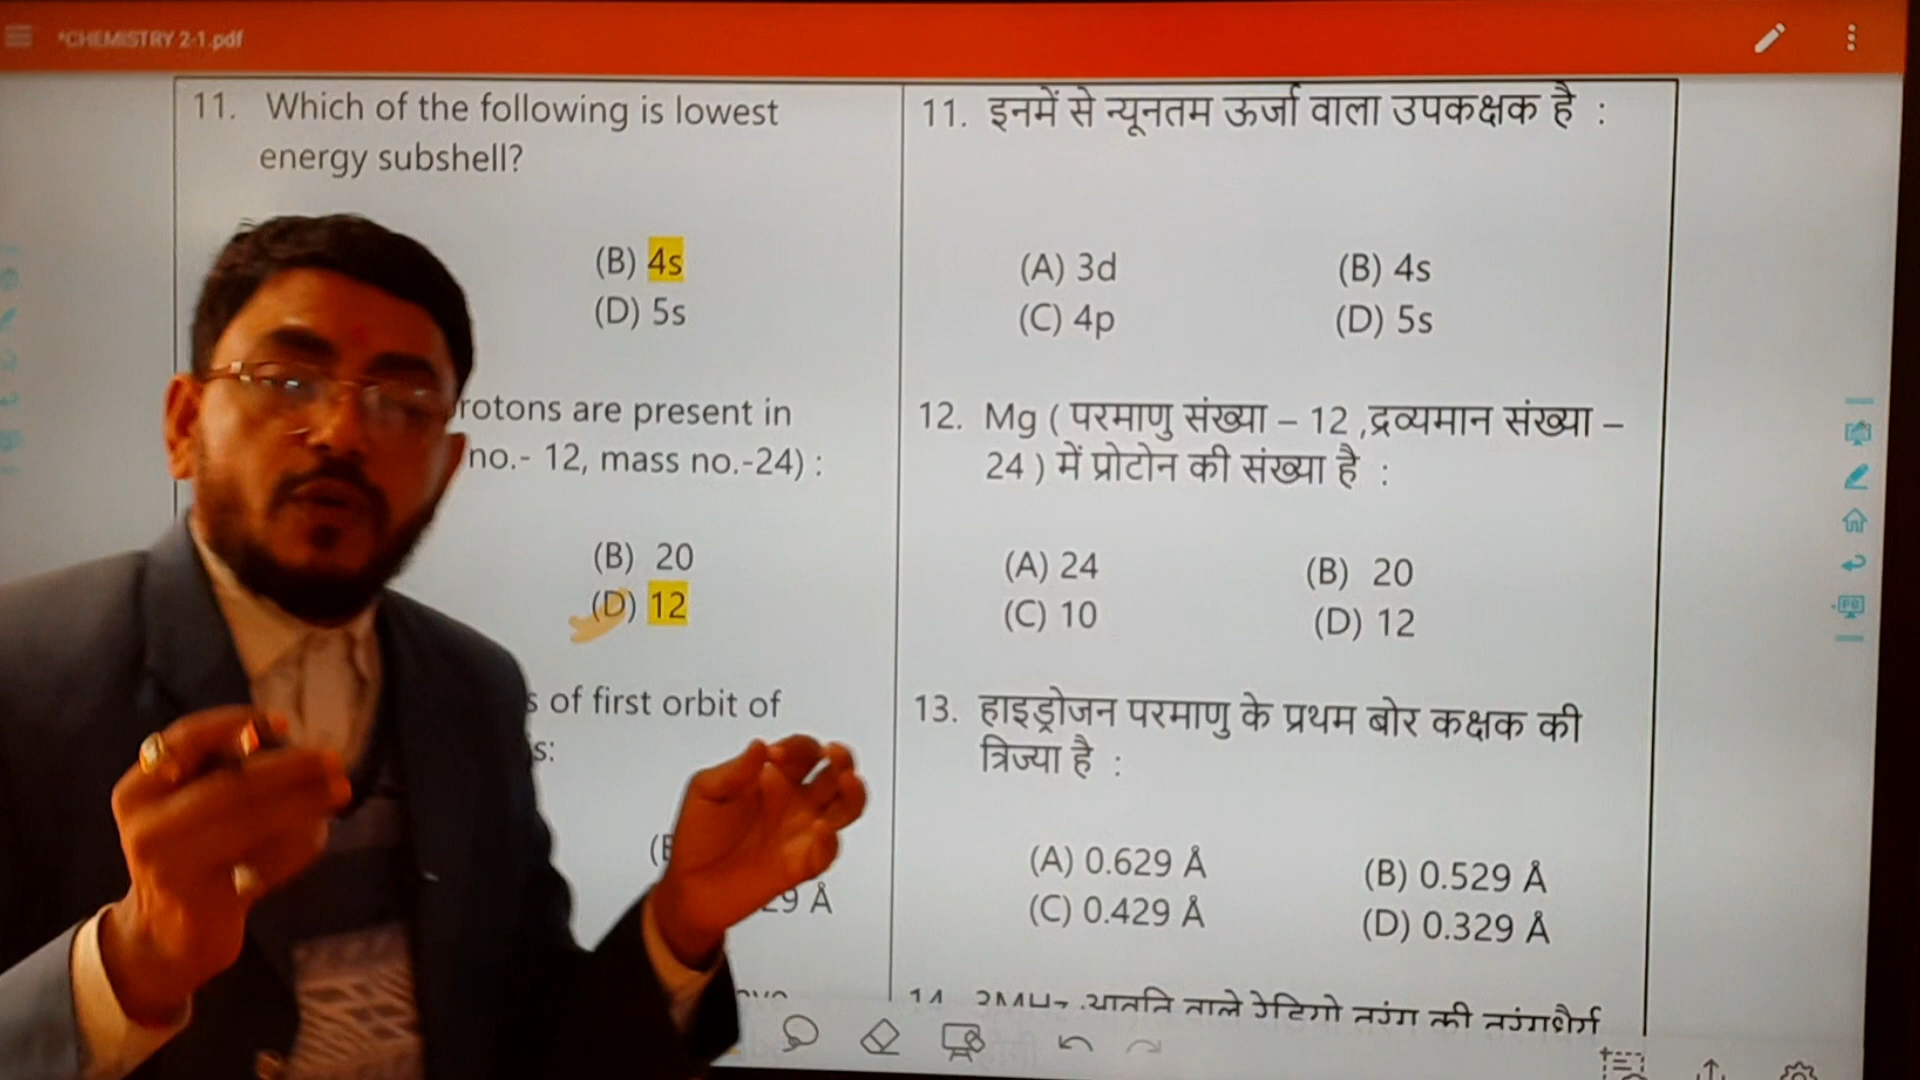 *CHEMISTRY 2-1.pdf
11. Which of the following is lowest
energy subshell?
(B) 4s
(D) 5s
rotons are present in
no.- 12, mass no.-24) :
(B) 20
(D) 12
s of first orbit of
s:
29 Å
11. इनमें से न्यूनतम ऊर्जा वाला उपकक्षक है :
(A) 3d (B) 4s
(C) 4p (D) 5s
12. Mg ( परमाणु संख्या – 12 ,द्रव्यमान संख्या –
24 ) में प्रोटोन की संख्या है :
(A) 24 (B) 20
(C) 10 (D) 12
13. हाइड्रोजन परमाणु के प्रथम बोर कक्षक की
त्रिज्या है :
(A) 0.629 Å (B) 0.529 Å
(C) 0.429 Å (D) 0.329 Å
14.